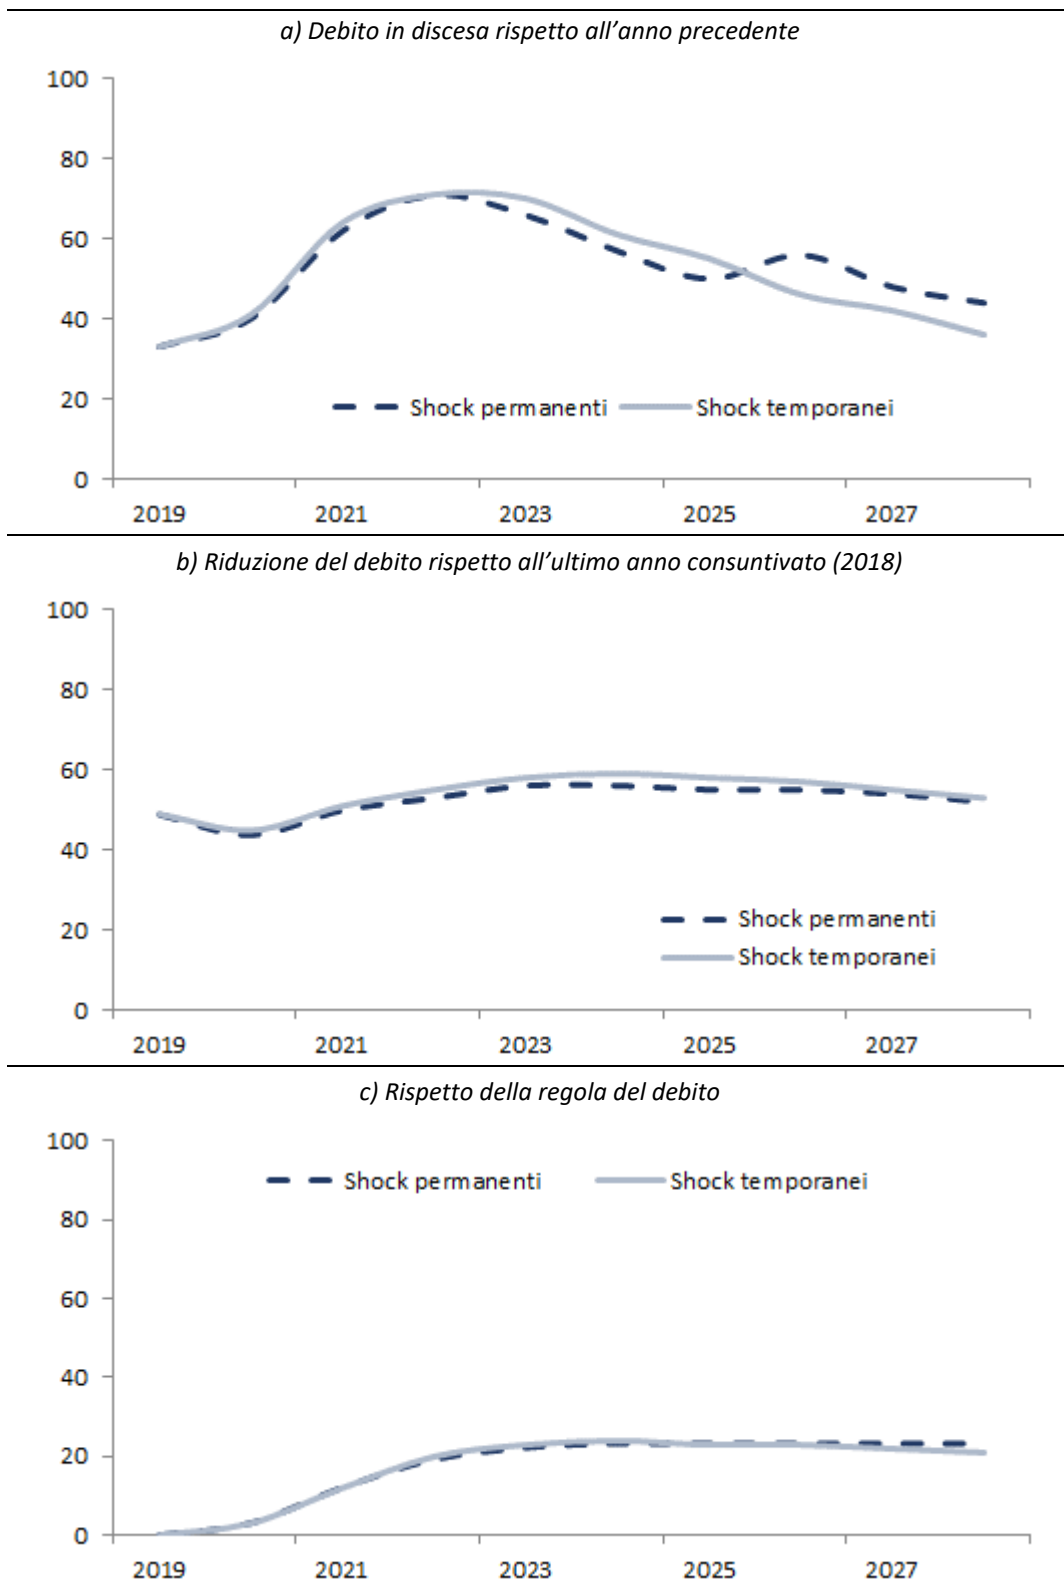 a) Debito in discesa rispetto all’anno precedente
100
80
60
40
20
0
Shock permanenti
Shock temporanei
2019 2021 2023 2025 2027
b) Riduzione del debito rispetto all’ultimo anno consuntivato (2018)
100
80
60
40
20
0
Shock permanenti
Shock temporanei
2019 2021 2023 2025 2027
c) Rispetto della regola del debito
100
80
60
40
20
0
Shock permanenti
Shock temporanei
2019 2021 2023 2025 2027